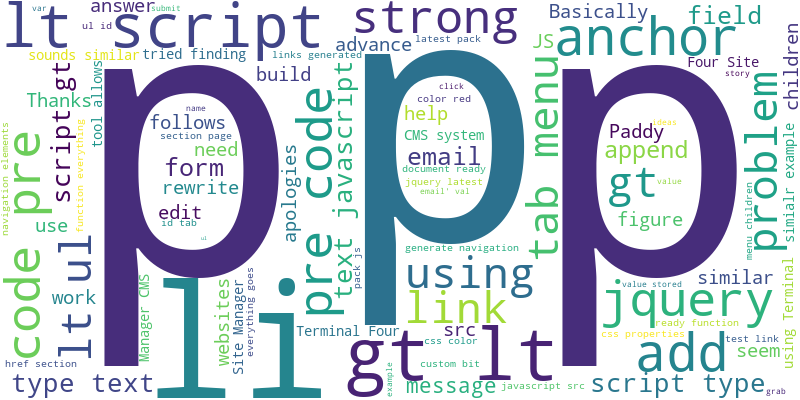 var
submit
answer
ul id
lt script
sounds similar
tried finding
links generated
strong
latest pack
advance
Basically
field
JS
anchor
Four Site
story
children
build
tool allows
script gt
Thanks
navigation elements
code pre
function everything
use
p
name
follows
section page
need
form
rewrite
edit
id tab
ul
apologies
pre code
text javascript
pack js
p
click
color red
help
CMS system
email
document ready
jquery latest
email' val
generate navigation
tab menu
p
ideas
Paddy
append
gt
value
figure
problem
menu children
simialr example
using Terminal
lt ul
work
Manager CMS
li
websites
Site Manager
everything goes
Terminal Four
using
link
src
css color
gt lt
custom bit
example
message
javascript src
similar
value stored
jquery
ready function
css properties
test link
add
seem
script type
grab
href section
type text